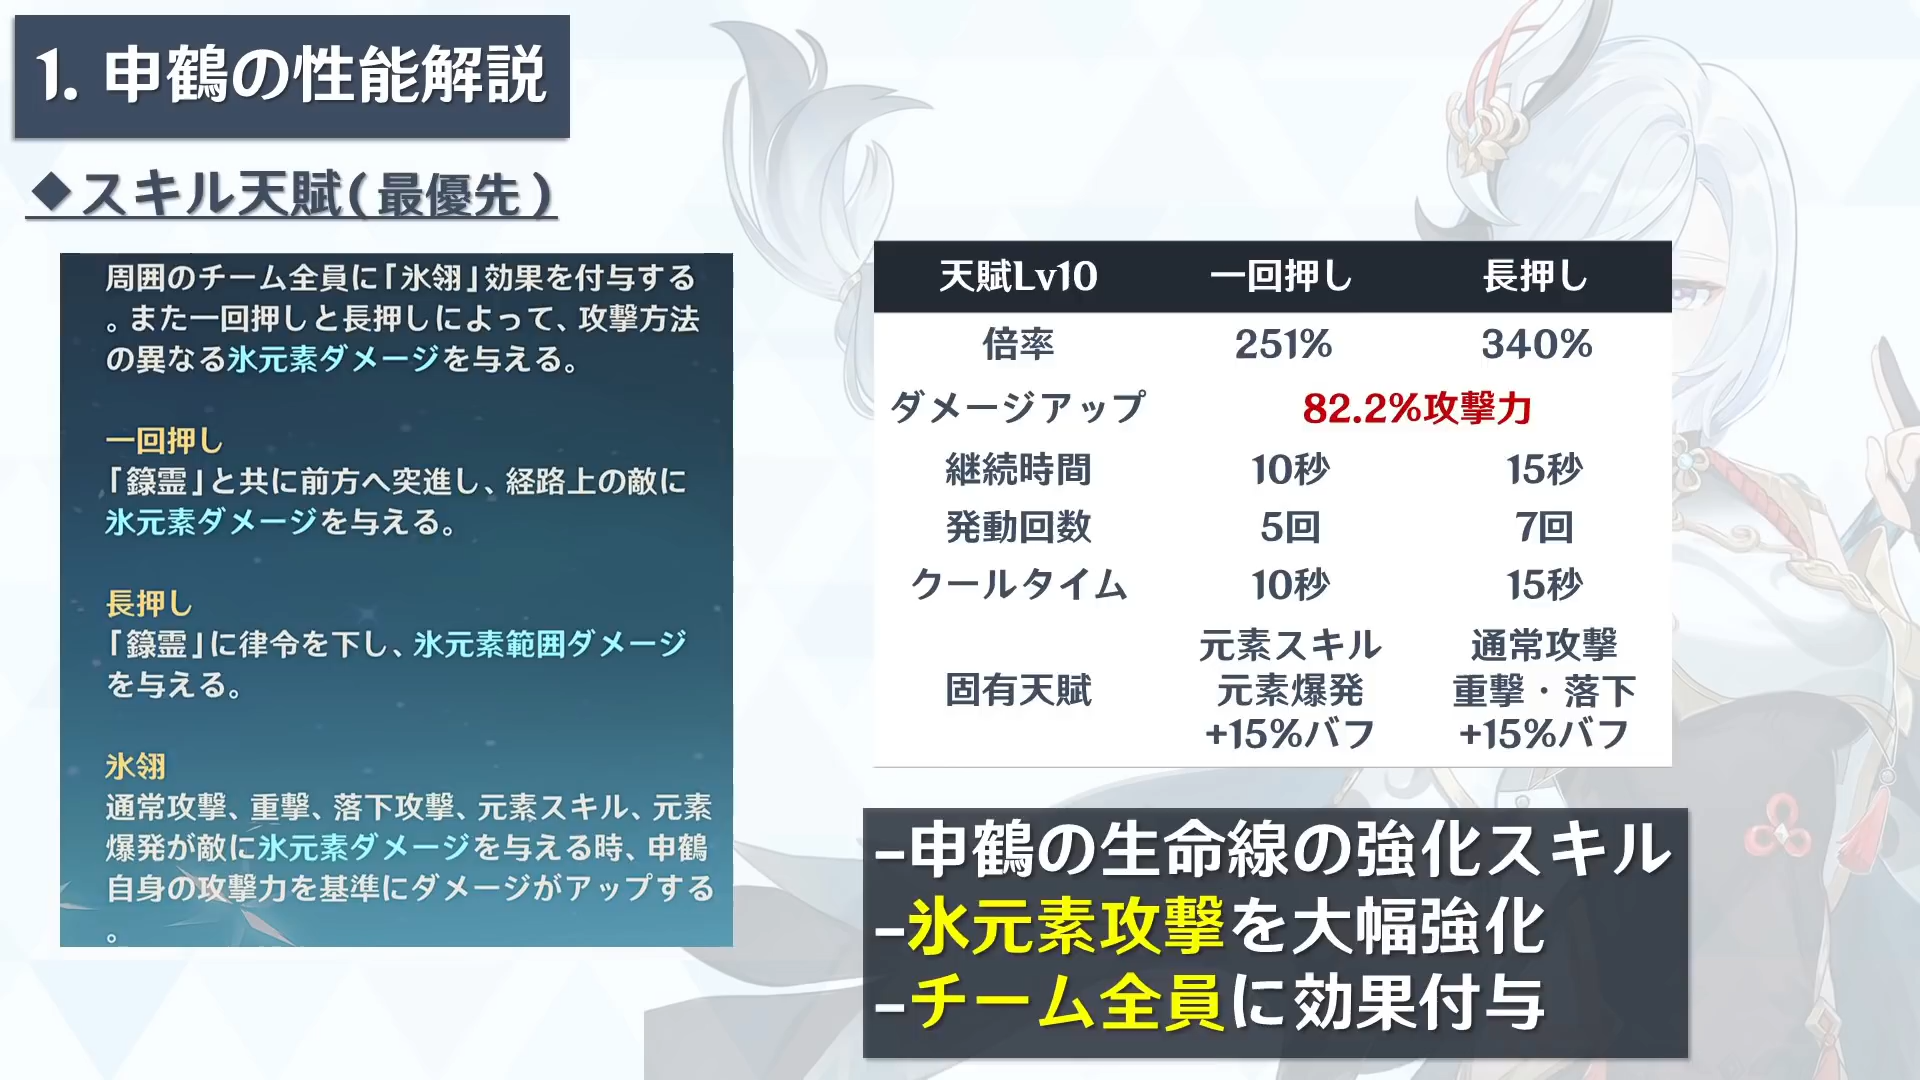 1. 申鶴の性能解説
◆スキル天賦(最優先)
周囲のチーム全員に「氷翎」効果を付与する
。また一回押しと長押しによって、攻撃方法
の異なる氷元素ダメージを与える。
一回押し
「籙霊」と共に前方へ突進し、経路上の敵に
氷元素ダメージを与える。
長押し
「籙霊」に律令を下し、氷元素範囲ダメージ
を与える。
氷翎
通常攻撃、重撃、落下攻撃、元素スキル、元素
爆発が敵に氷元素ダメージを与える時、申鶴
自身の攻撃力を基準にダメージがアップする
。
天賦Lv10 一回押し 長押し
倍率 251% 340%
ダメージアップ 82.2%攻撃力
継続時間 10秒 15秒
発動回数 5回 7回
クールタイム 10秒 15秒
固有天賦
元素スキル
元素爆発
+15%バフ
通常攻撃
重撃・落下
+15%バフ
–申鶴の生命線の強化スキル
–氷元素攻撃を大幅強化
–チーム全員に効果付与